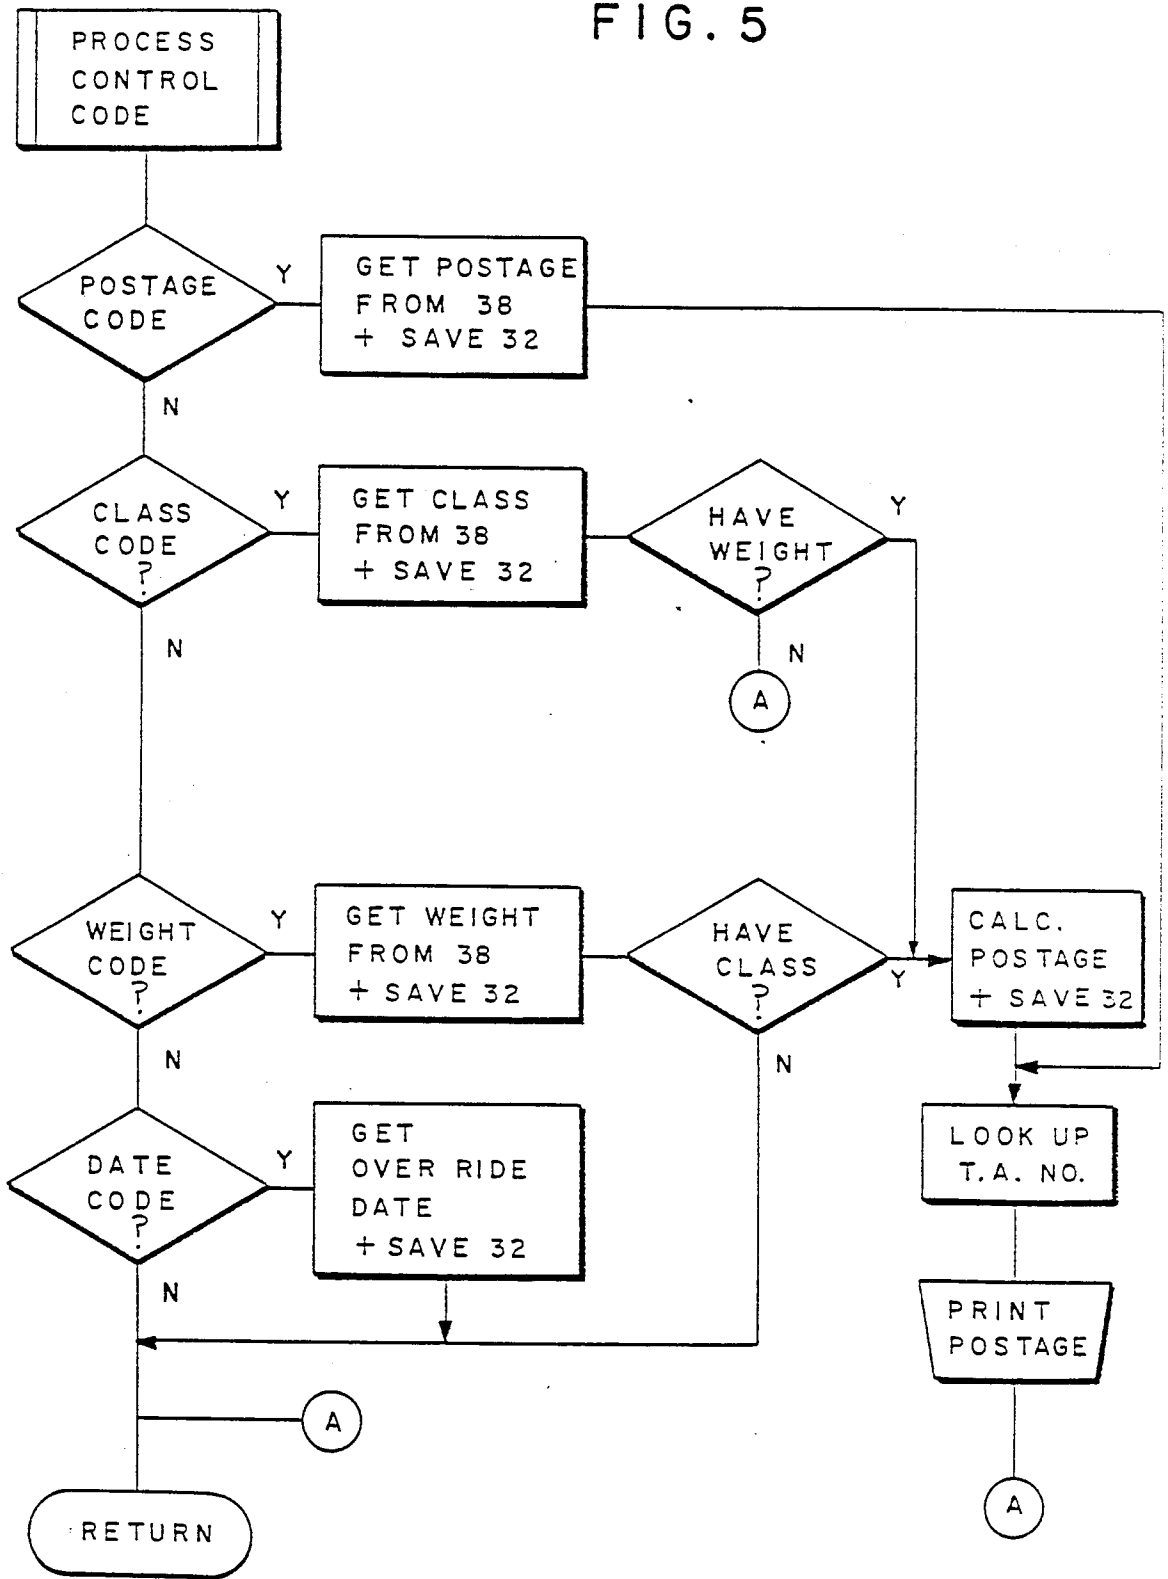 FIG. 5
PROCESS
CONTROL
CODE
POSTAGE
CODE
Y
N
GET POSTAGE
FROM 38
+ SAVE 32
CLASS
CODE
?
Y
N
GET CLASS
FROM 38
+ SAVE 32
HAVE
WEIGHT
?
Y
N
A
WEIGHT
CODE
?
Y
N
GET WEIGHT
FROM 38
+ SAVE 32
HAVE
CLASS
?
Y
N
CALC.
POSTAGE
+ SAVE 32
LOOK UP
T.A. NO.
PRINT
POSTAGE
A
DATE
CODE
?
Y
N
GET
OVER RIDE
DATE
+ SAVE 32
A
RETURN